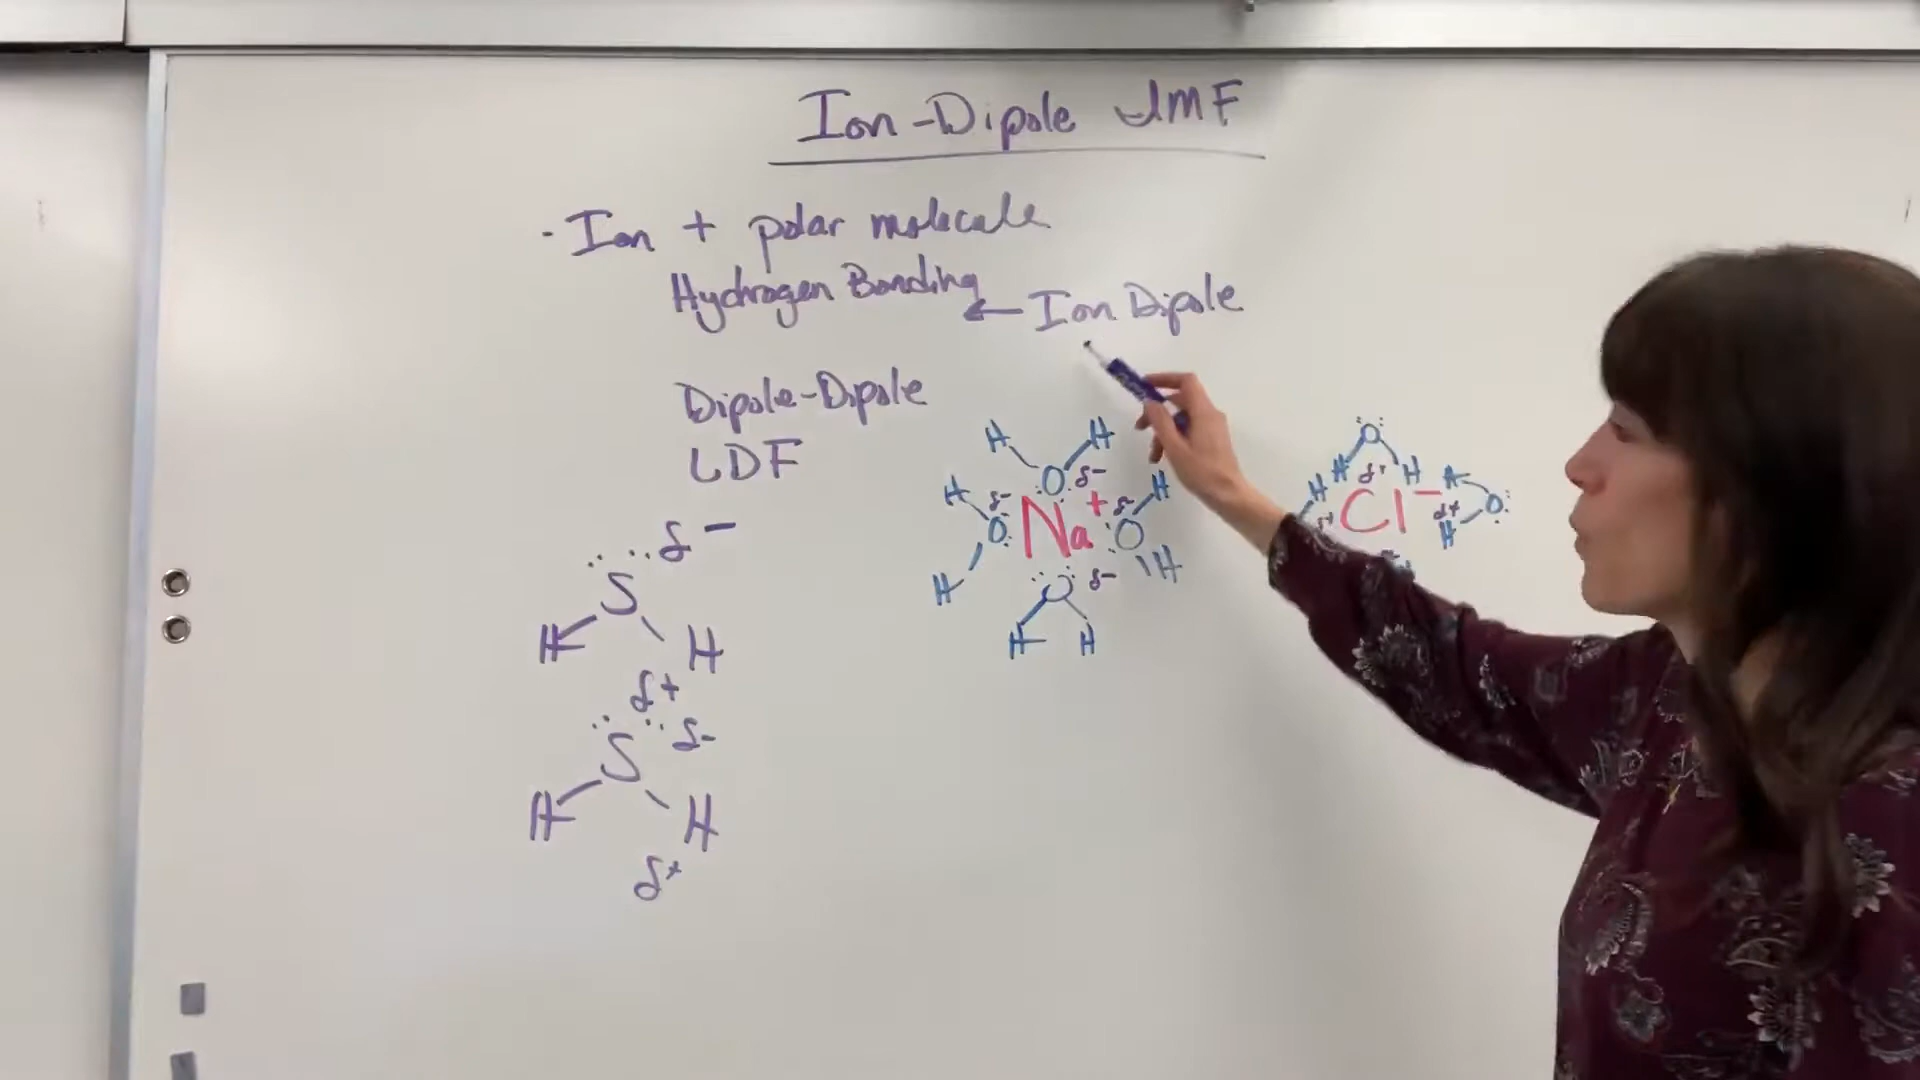 Ion-Dipole IMF
· Ion + polar molecule
Hydrogen Bonding ← Ion Dipole
Dipole-Dipole
LDF
δ-
S
H H
δ+
δ-
S
H H
δ+
H H
O δ-
H δ- Na+ δ- H
O O
H H
O δ-
H H
O
H δ+ H
H δ+ Cl- δ+ H O
H